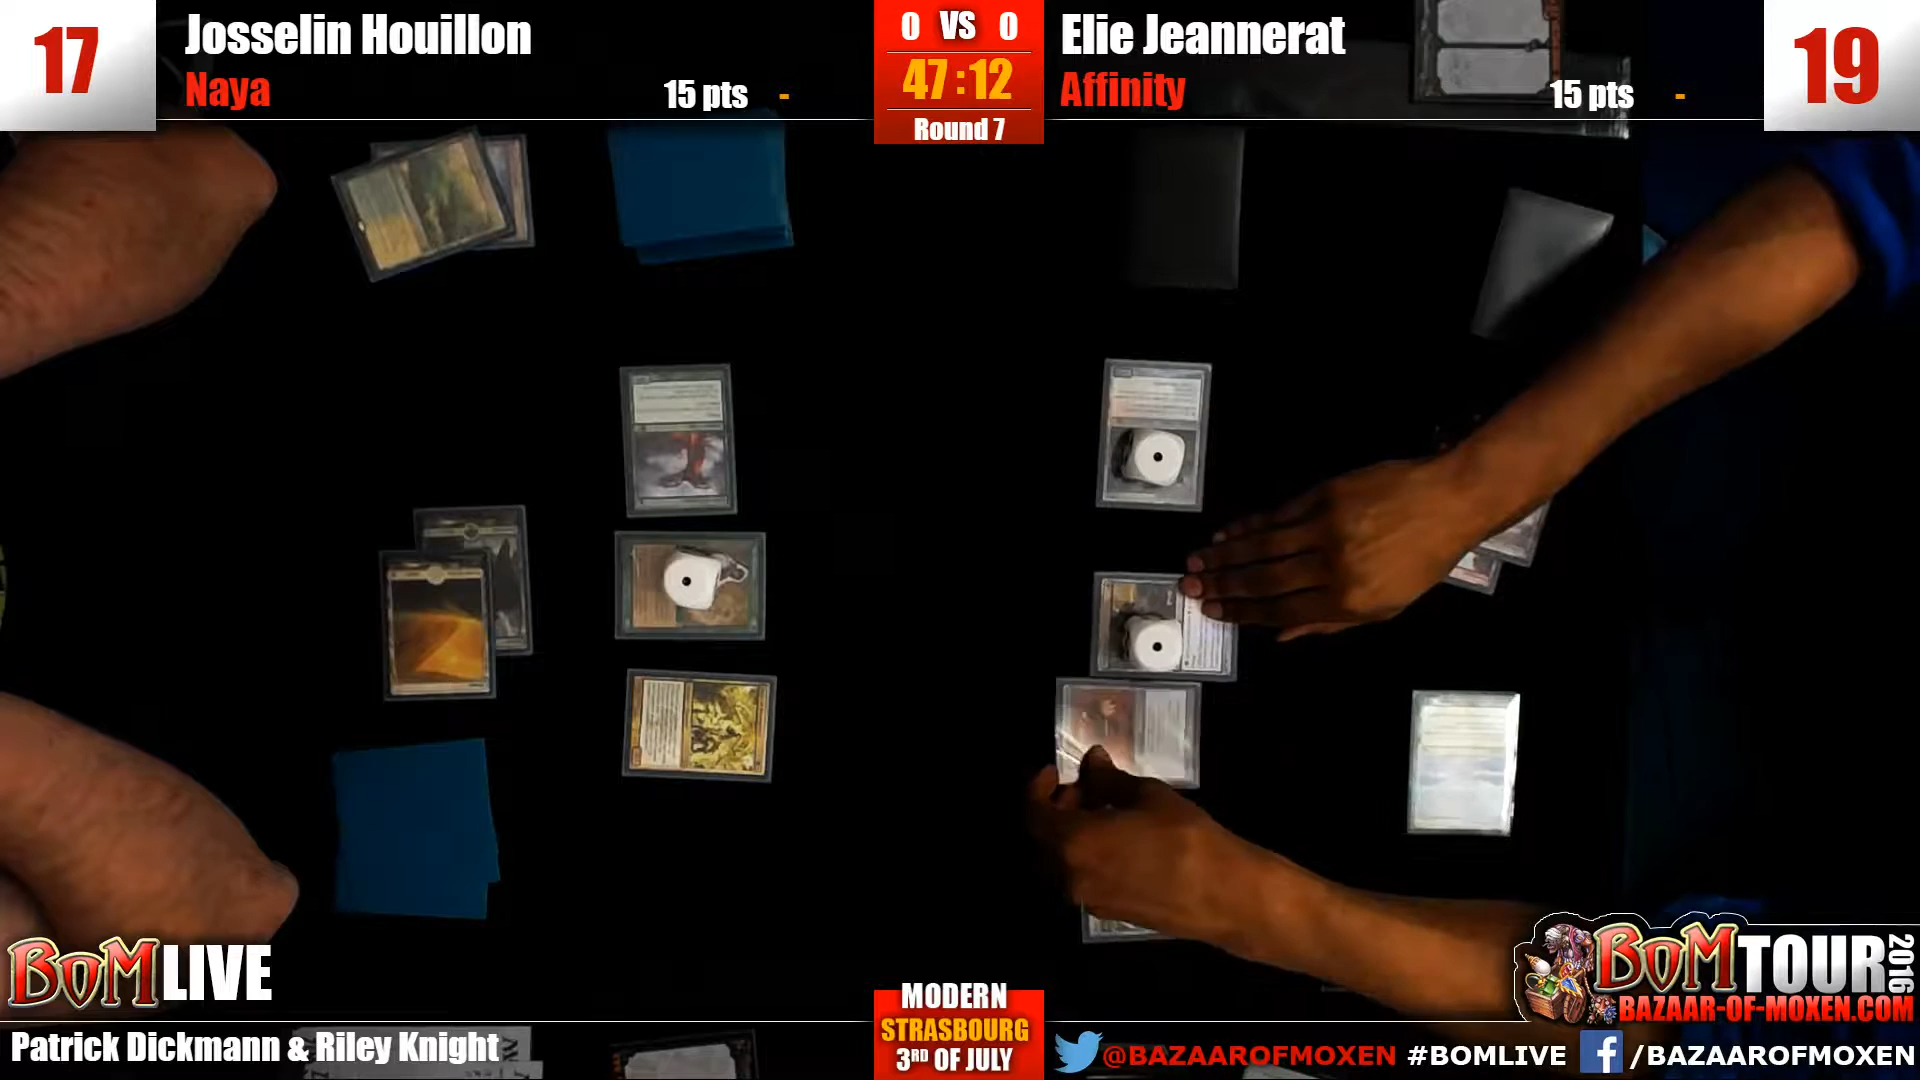 17
Josselin Houillon
Naya
15 pts -
0 VS 0
47:12
Round 7
Elie Jeannerat
Affinity
15 pts -
19
BOM LIVE
Patrick Dickmann & Riley Knight
MODERN
STRASBOURG
3RD OF JULY
BOMTOUR 2016
BAZAAR-OF-MOXEN.COM
@BAZAAROFMOXEN #BOMLIVE f /BAZAAROFMOXEN